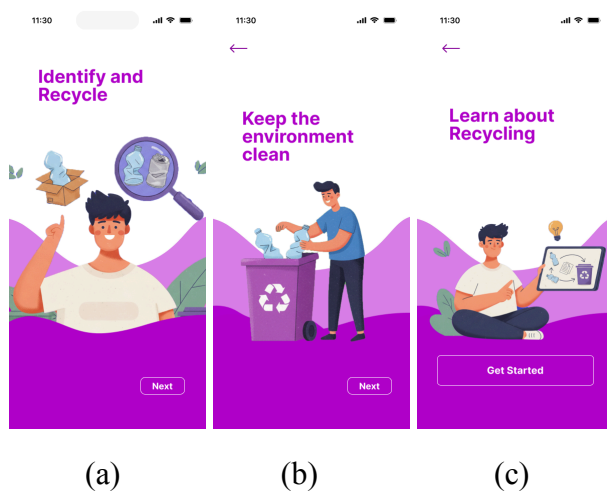 11:30
Identify and
Recycle
Next
(a)
11:30
Keep the
environment
clean
Next
(b)
11:30
Learn about
Recycling
Get Started
(c)